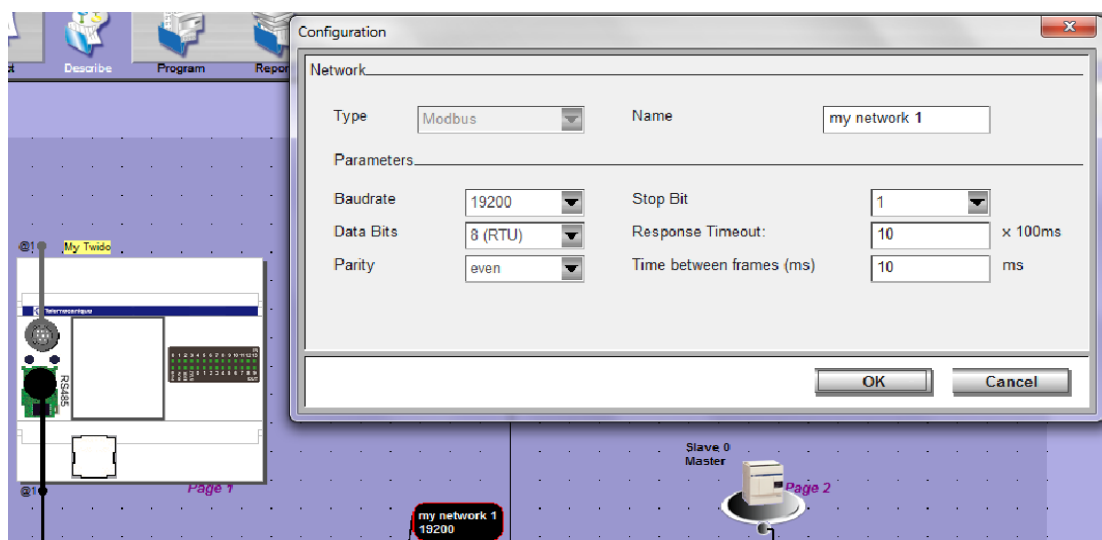 Describe
Program
Repor
Configuration
Network
Type
Modbus
Name
my network 1
Parameters
Baudrate
19200
Stop Bit
1
Data Bits
8 (RTU)
Response Timeout:
10
x 100ms
Parity
even
Time between frames (ms)
10
ms
OK
Cancel
@1
My Twido
Telemecanique
RS485
@1
Page 1
my network 1
19200
Slave 0
Master
Page 2